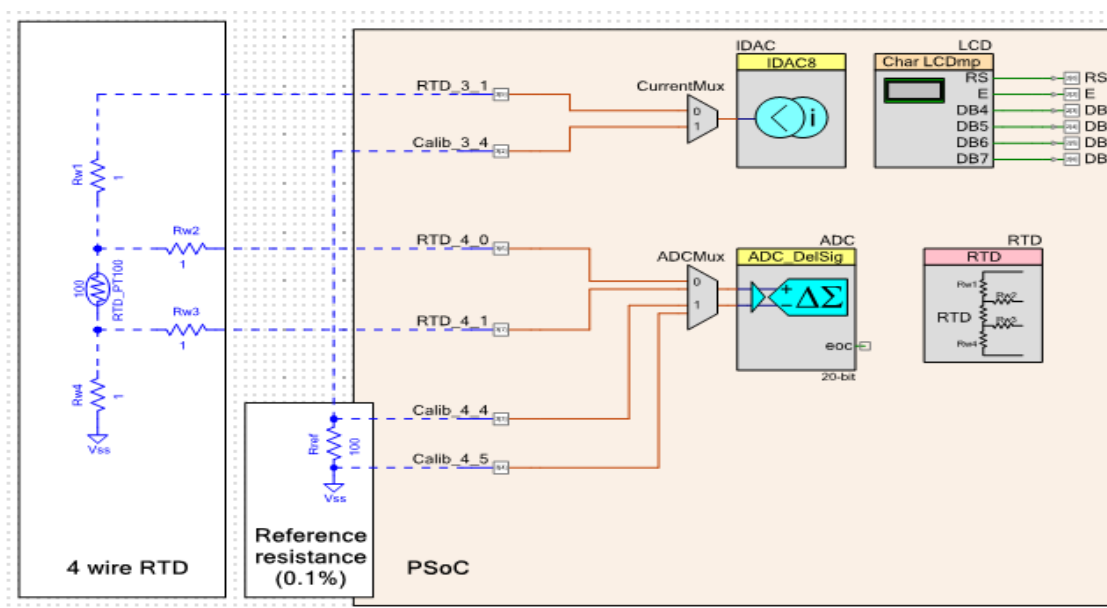 IDAC
IDAC8
LCD
Char LCDmp
RS
E
DB4
DB5
DB6
DB7
RS
E
DB
DB
DB
DB
RTD_3_1
CurrentMux
0
1
i
Calib_3_4
Rw1
1
Rw2
1
RTD_4_0
100
RTD_PT100
Rw3
1
RTD_4_1
Rw4
1
Vss
ADCMux
0
1
ADC
ADC_DelSig
+
-
ΔΣ
eoc
20-bit
RTD
RTD
Rw1
Rw2
RTD
Rw3
Rw4
Calib_4_4
Rref
100
Calib_4_5
Vss
Reference
resistance
(0.1%)
4 wire RTD
PSoC